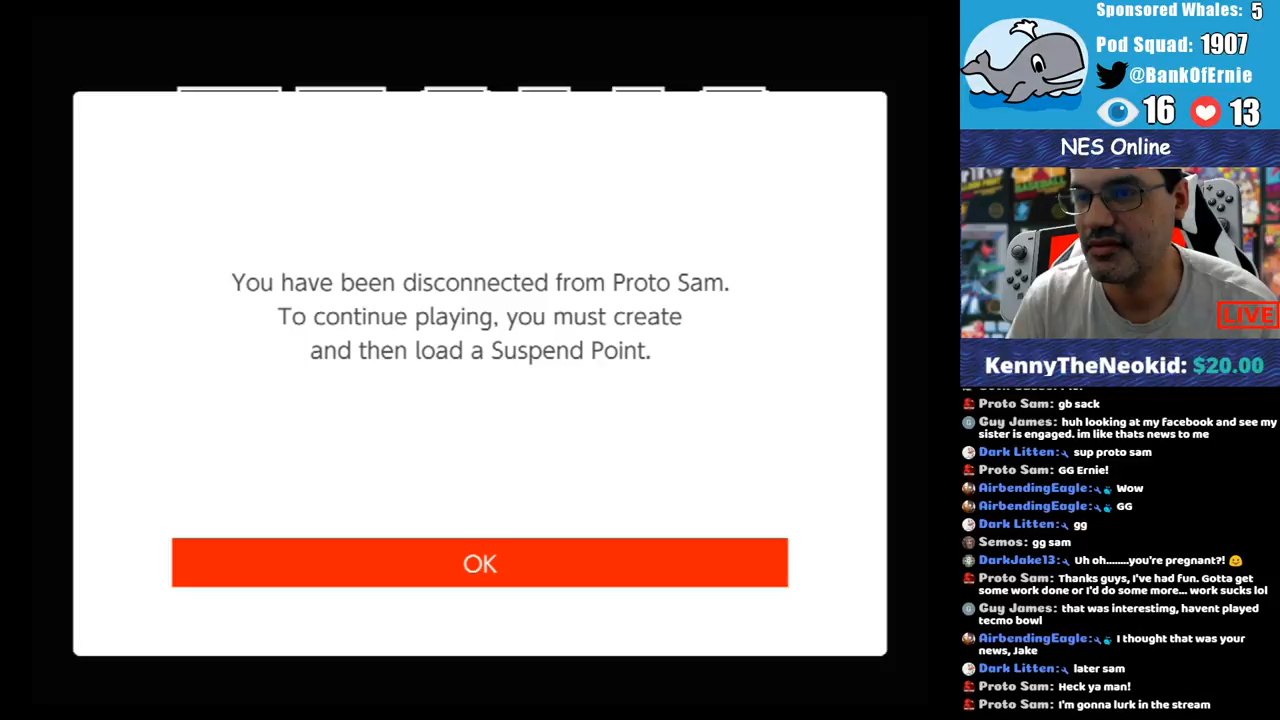 You have been disconnected from Proto Sam.
To continue playing, you must create
and then load a Suspend Point.
OK
Sponsored Whales: 5
Pod Squad: 1907
@BankOfErnie
16 13
NES Online
LIVE
KennyTheNeokid: $20.00
Proto Sam: gb sack
Guy James: huh looking at my facebook and see my
sister is engaged. im like thats news to me
Dark Litten: sup proto sam
Proto Sam: GG Ernie!
AirbendingEagle: Wow
AirbendingEagle: GG
Dark Litten: gg
Semos: gg sam
DarkJake13: Uh oh........you're pregnant?!
Proto Sam: Thanks guys, I've had fun. Gotta get
some work done or I'd do some more... work sucks lol
Guy James: that was interestimg, havent played
tecmo bowl
AirbendingEagle: I thought that was your
news, Jake
Dark Litten: later sam
Proto Sam: Heck ya man!
Proto Sam: I'm gonna lurk in the stream